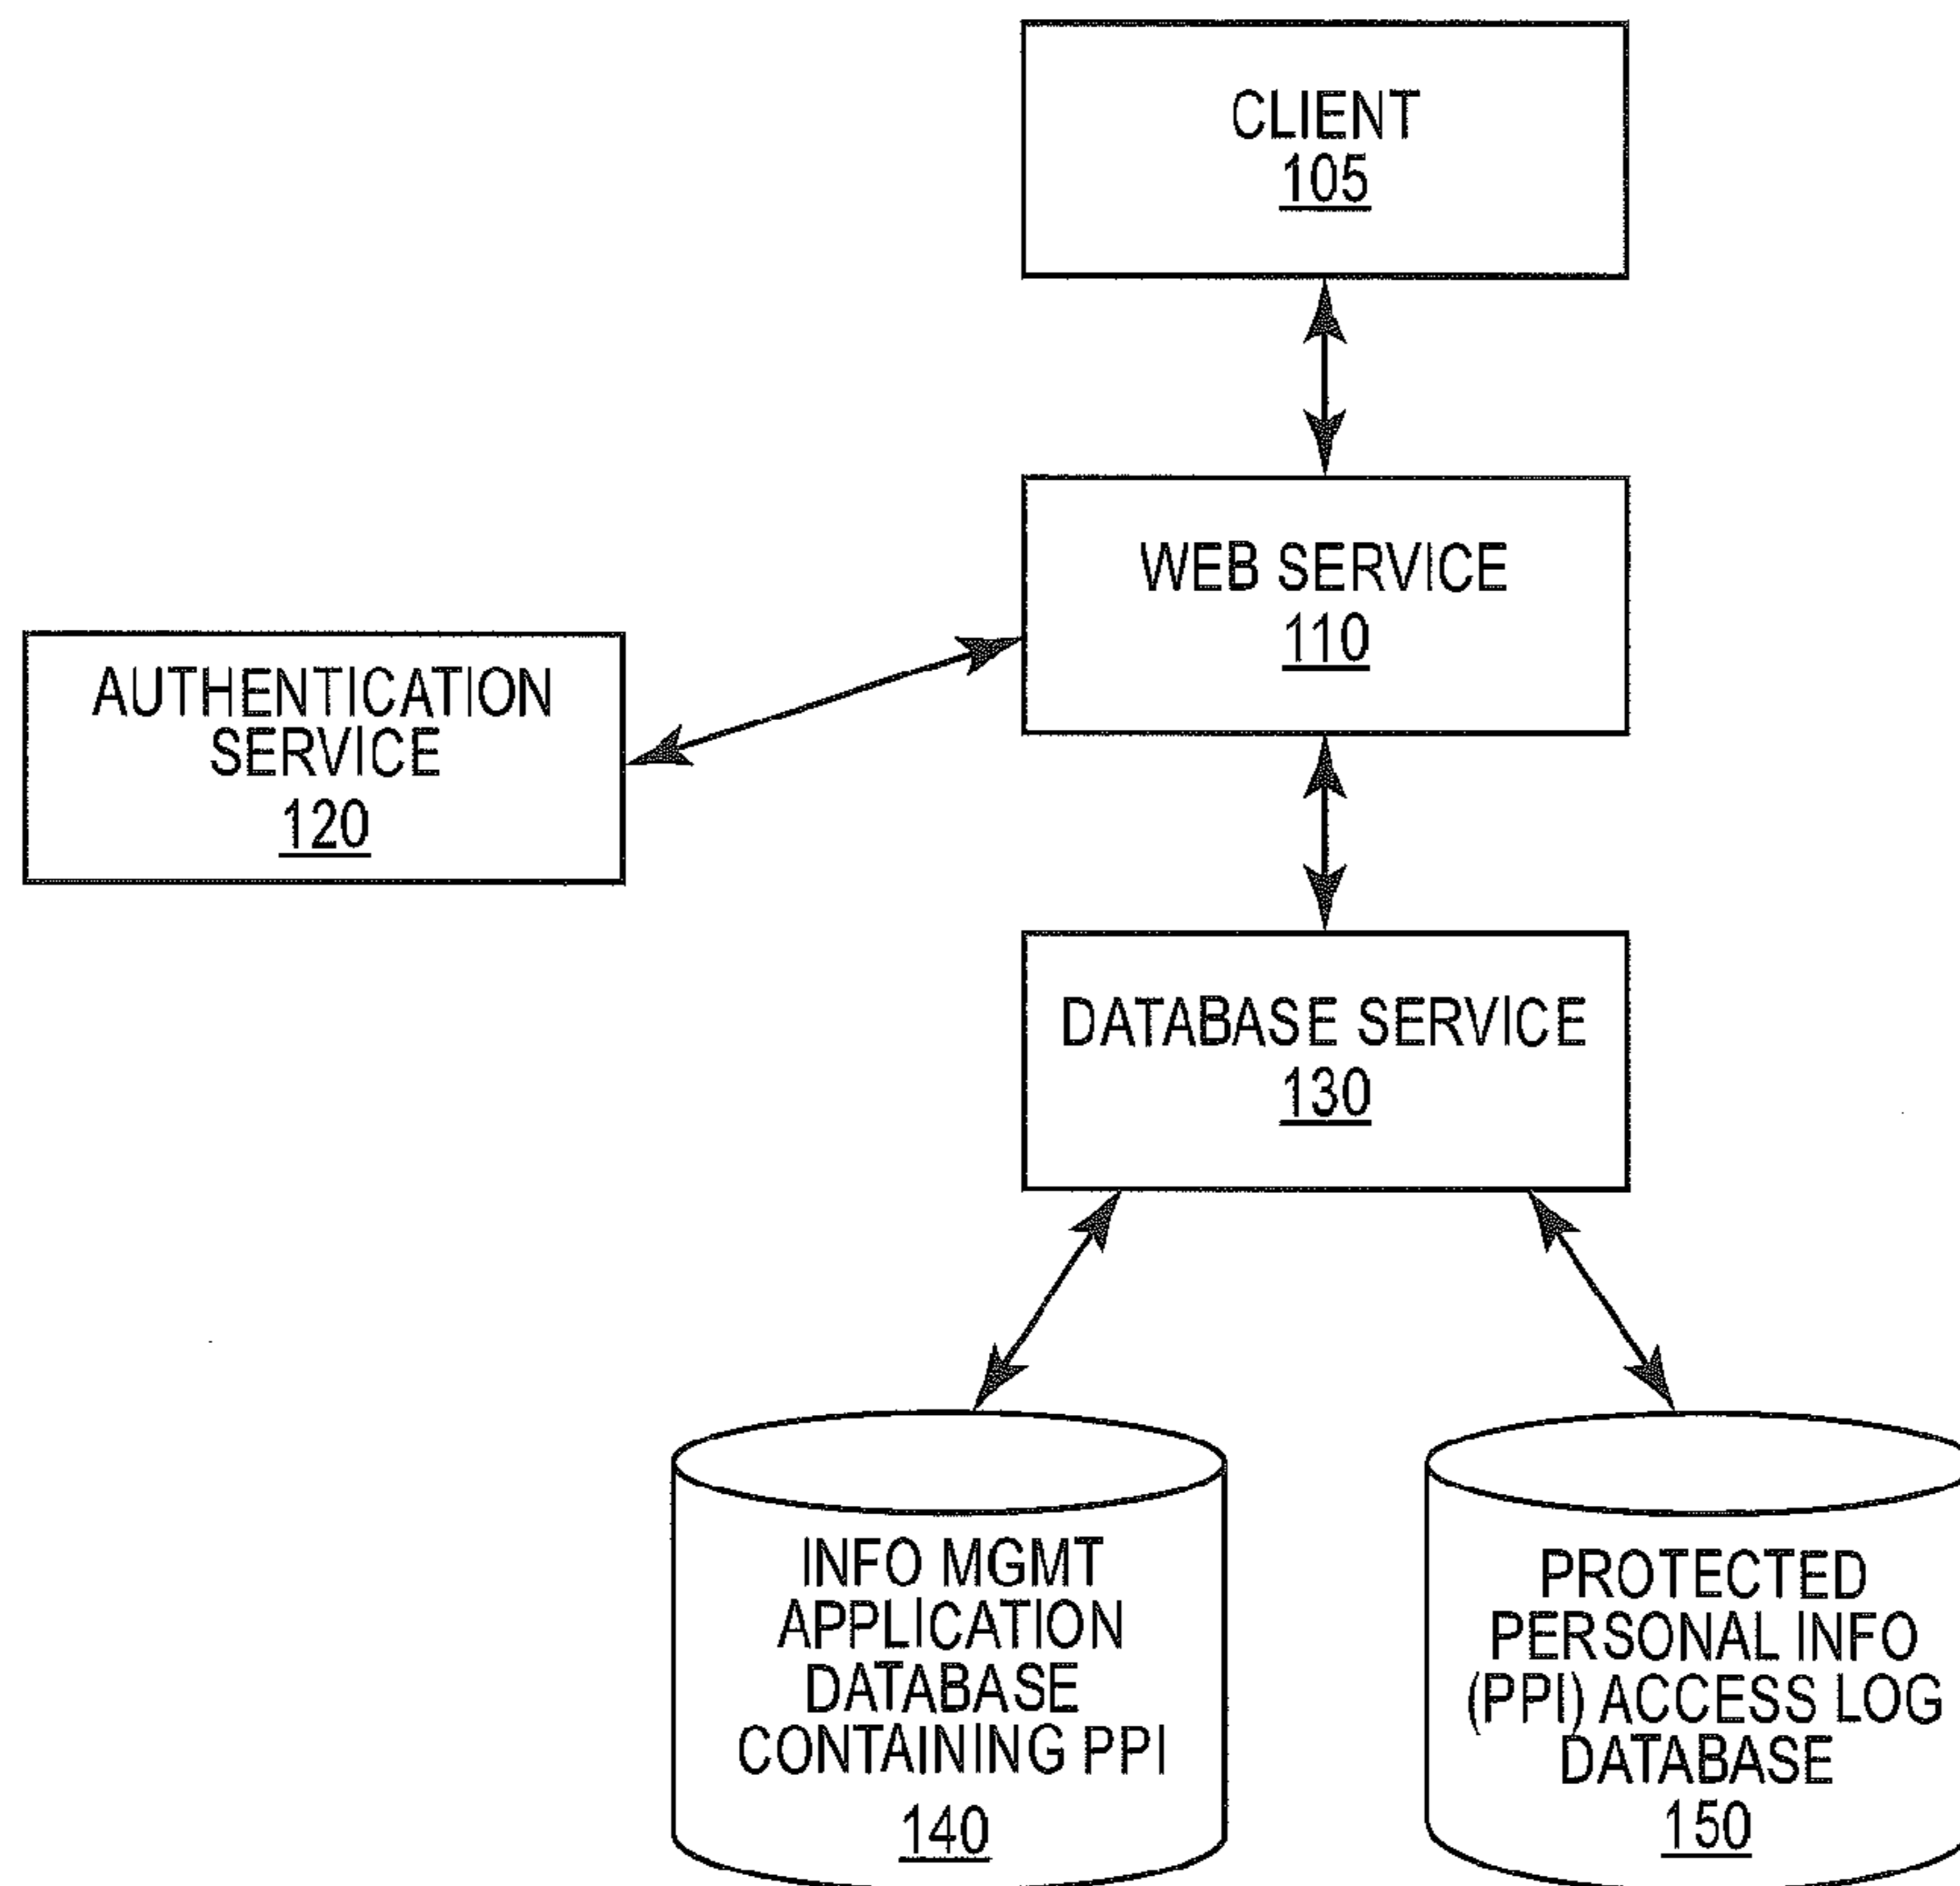 CLIENT
105
WEB SERVICE
110
AUTHENTICATION
SERVICE
120
DATABASE SERVICE
130
INFO MGMT
APPLICATION
DATABASE
CONTAINING PPI
140
PROTECTED
PERSONAL INFO
(PPI) ACCESS LOG
DATABASE
150